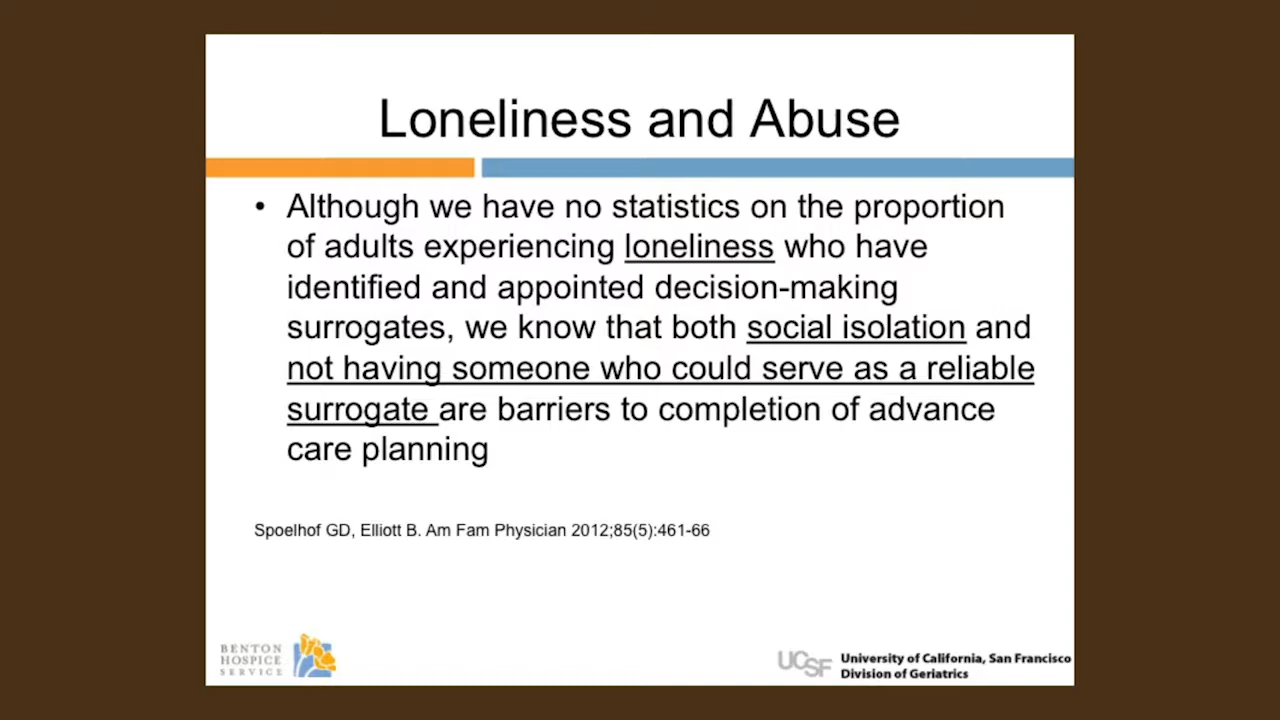 Loneliness and Abuse
• Although we have no statistics on the proportion
of adults experiencing loneliness who have
identified and appointed decision-making
surrogates, we know that both social isolation and
not having someone who could serve as a reliable
surrogate are barriers to completion of advance
care planning
Spoelhof GD, Elliott B. Am Fam Physician 2012;85(5):461-66
BENTON
HOSPICE
SERVICE
UCSF
University of California, San Francisco
Division of Geriatrics